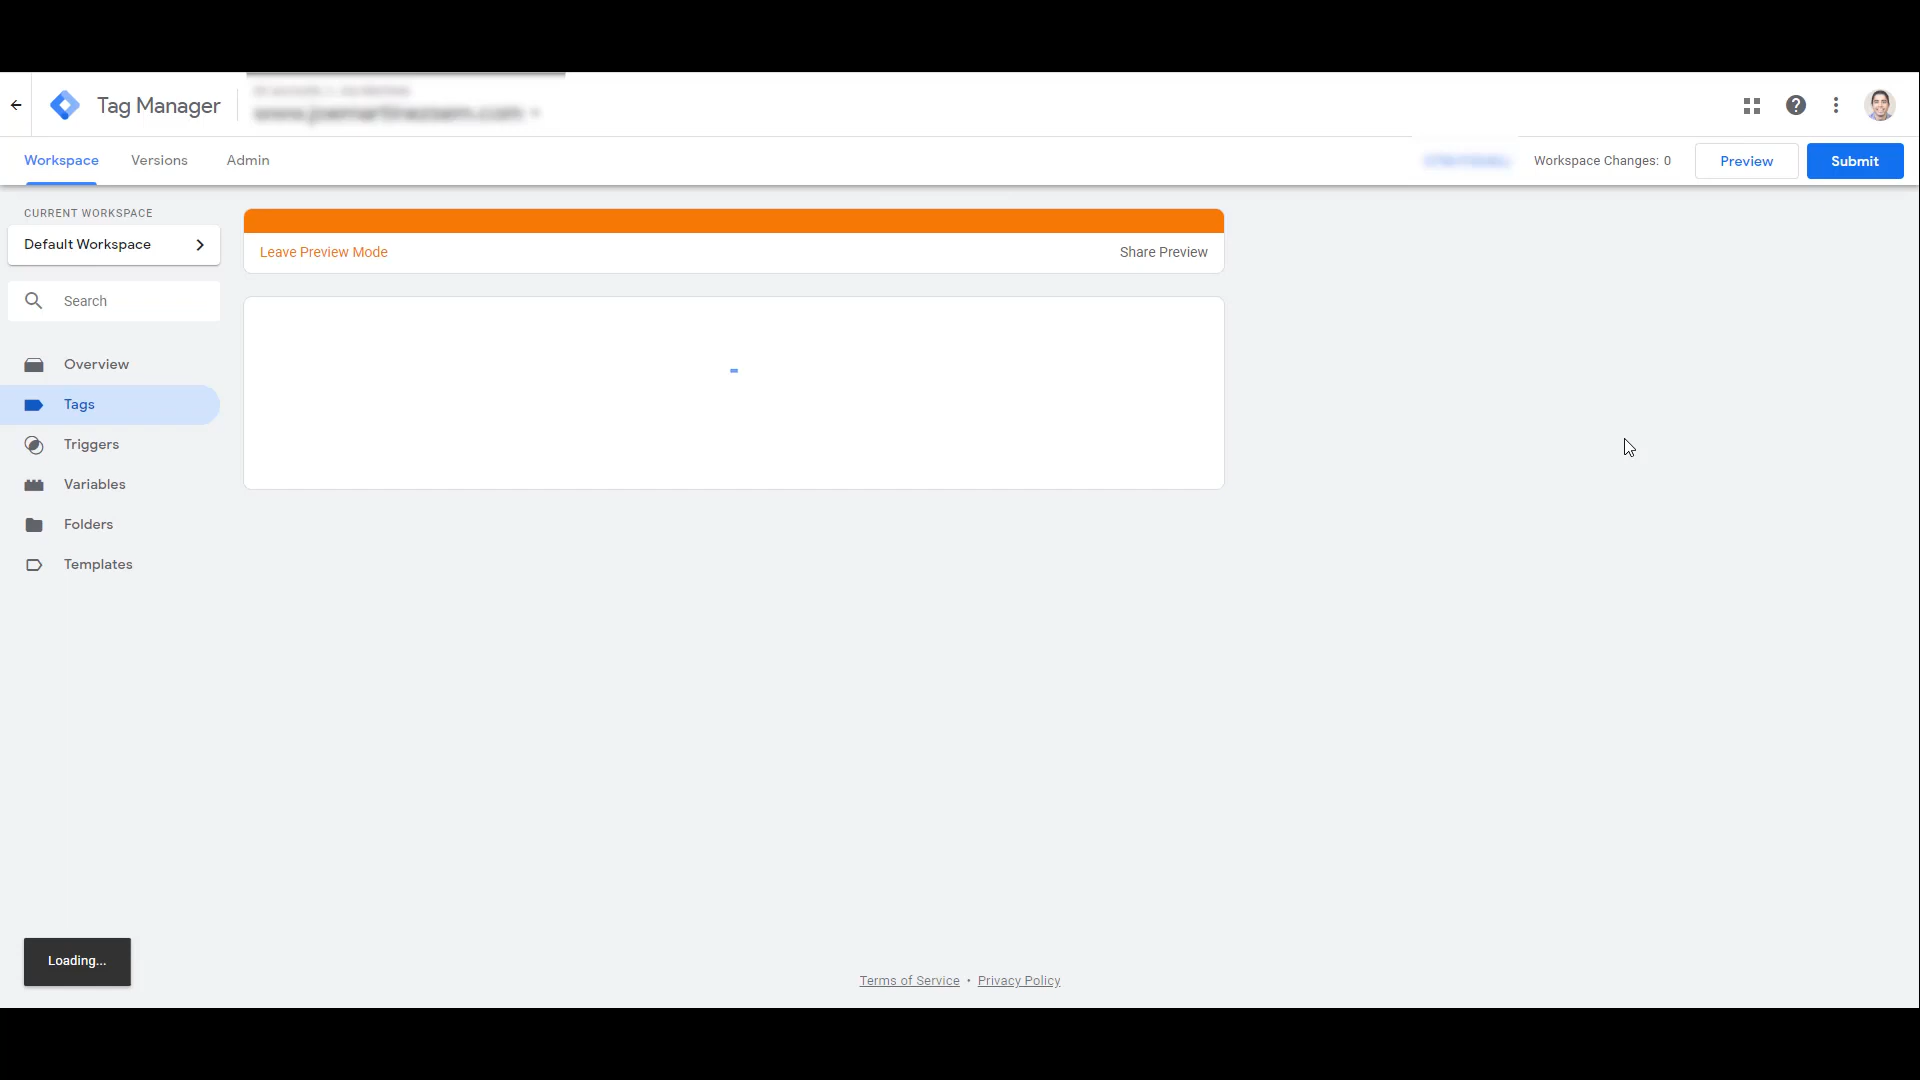 Tag Manager
Workspace
Versions
Admin
Workspace Changes: 0
Preview
Submit
CURRENT WORKSPACE
Default Workspace
Search
Leave Preview Mode
Share Preview
Overview
Tags
Triggers
Variables
Folders
Templates
Loading...
Terms of Service • Privacy Policy